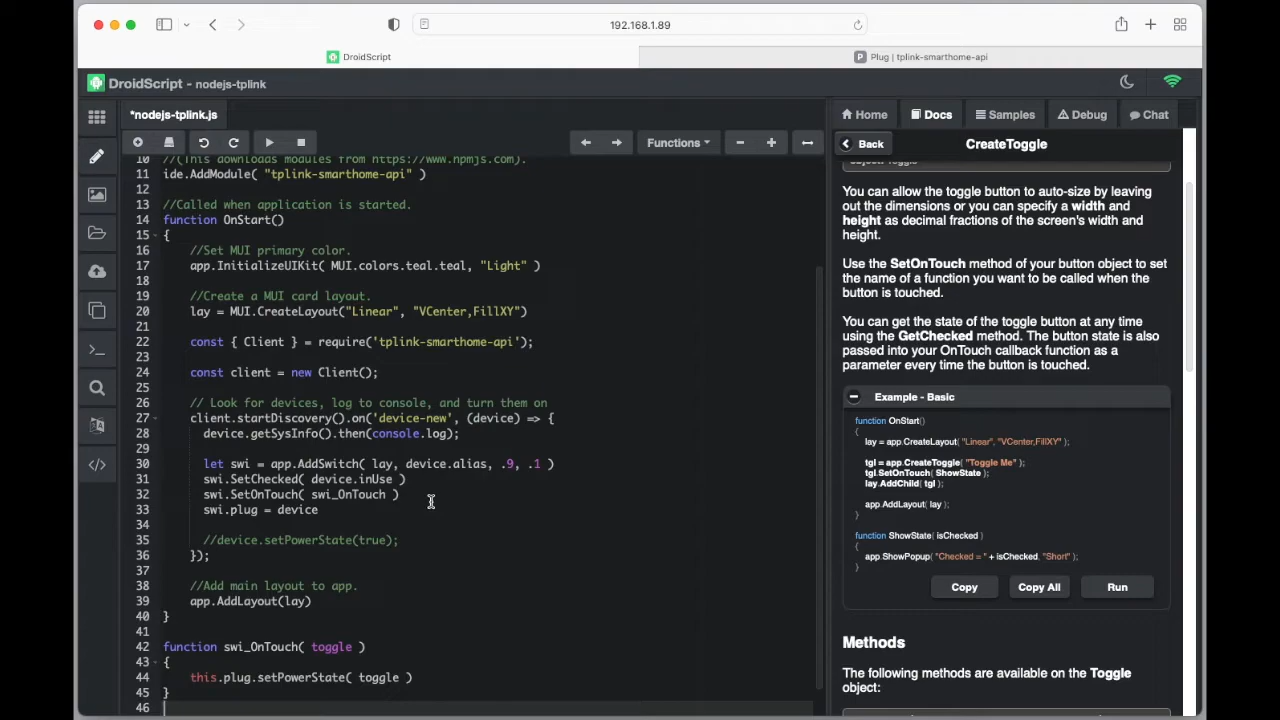 192.168.1.89
DroidScript
Plug | tplink-smarthome-api
DroidScript - nodejs-tplink
*nodejs-tplink.js
Home
Docs
Samples
Debug
Chat
Functions
Back
CreateToggle
10 //(This downloads modules from https://www.npmjs.com).
11 ide.AddModule( "tplink-smarthome-api" )
12
13 //Called when application is started.
14 function OnStart()
15 {
16 //Set MUI primary color.
17 app.InitializeUIKit( MUI.colors.teal.teal, "Light" )
18
19 //Create a MUI card layout.
20 lay = MUI.CreateLayout("Linear", "VCenter,FillXY")
21
22 const { Client } = require('tplink-smarthome-api');
23
24 const client = new Client();
25
26 // Look for devices, log to console, and turn them on
27 client.startDiscovery().on('device-new', (device) => {
28 device.getSysInfo().then(console.log);
29
30 let swi = app.AddSwitch( lay, device.alias, .9, .1 )
31 swi.SetChecked( device.inUse )
32 swi.SetOnTouch( swi_OnTouch )
33 swi.plug = device
34
35 //device.setPowerState(true);
36 });
37
38 //Add main layout to app.
39 app.AddLayout(lay)
40 }
41
42 function swi_OnTouch( toggle )
43 {
44 this.plug.setPowerState( toggle )
45 }
46
You can allow the toggle button to auto-size by leaving
out the dimensions or you can specify a width and
height as decimal fractions of the screen's width and
height.
Use the SetOnTouch method of your button object to set
the name of a function you want to be called when the
button is touched.
You can get the state of the toggle button at any time
using the GetChecked method. The button state is also
passed into your OnTouch callback function as a
parameter every time the button is touched.
Example - Basic
function OnStart()
{
lay = app.CreateLayout( "Linear", "VCenter,FillXY" );
tgl = app.CreateToggle( "Toggle Me" );
tgl.SetOnTouch( ShowState );
lay.AddChild( tgl );
app.AddLayout( lay );
}
function ShowState( isChecked )
{
app.ShowPopup( "Checked = " + isChecked, "Short" );
}
Copy
Copy All
Run
Methods
The following methods are available on the Toggle
object: